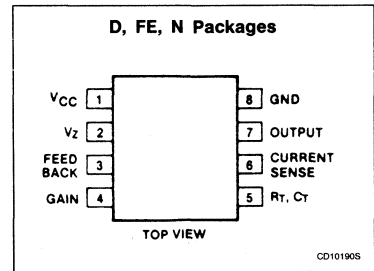 D, FE, N Packages
VCC 1
8 GND
VZ 2
7 OUTPUT
FEED
BACK 3
6 CURRENT
SENSE
GAIN 4
5 RT, CT
TOP VIEW
CD10190S